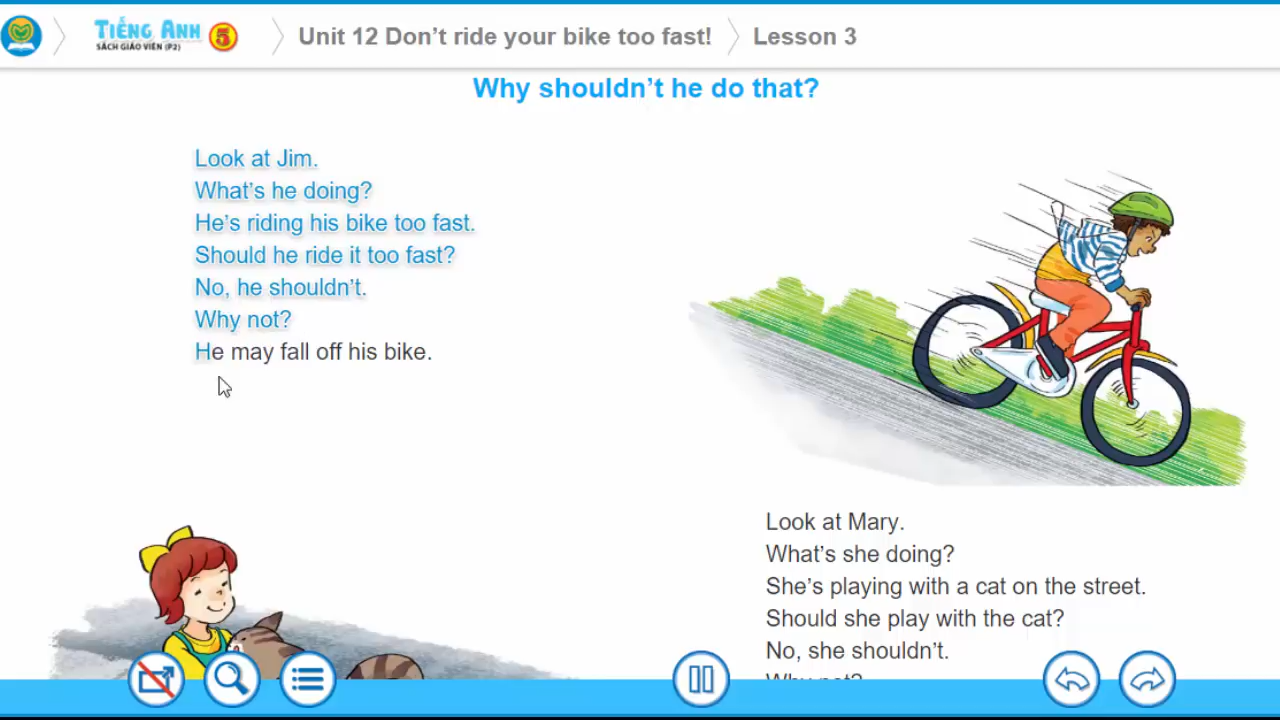 TIẾNG ANH 5
SÁCH GIÁO VIÊN (P2)
Unit 12 Don't ride your bike too fast!
Lesson 3
Why shouldn't he do that?
Look at Jim.
What's he doing?
He's riding his bike too fast.
Should he ride it too fast?
No, he shouldn't.
Why not?
He may fall off his bike.
Look at Mary.
What's she doing?
She's playing with a cat on the street.
Should she play with the cat?
No, she shouldn't.
Why not?